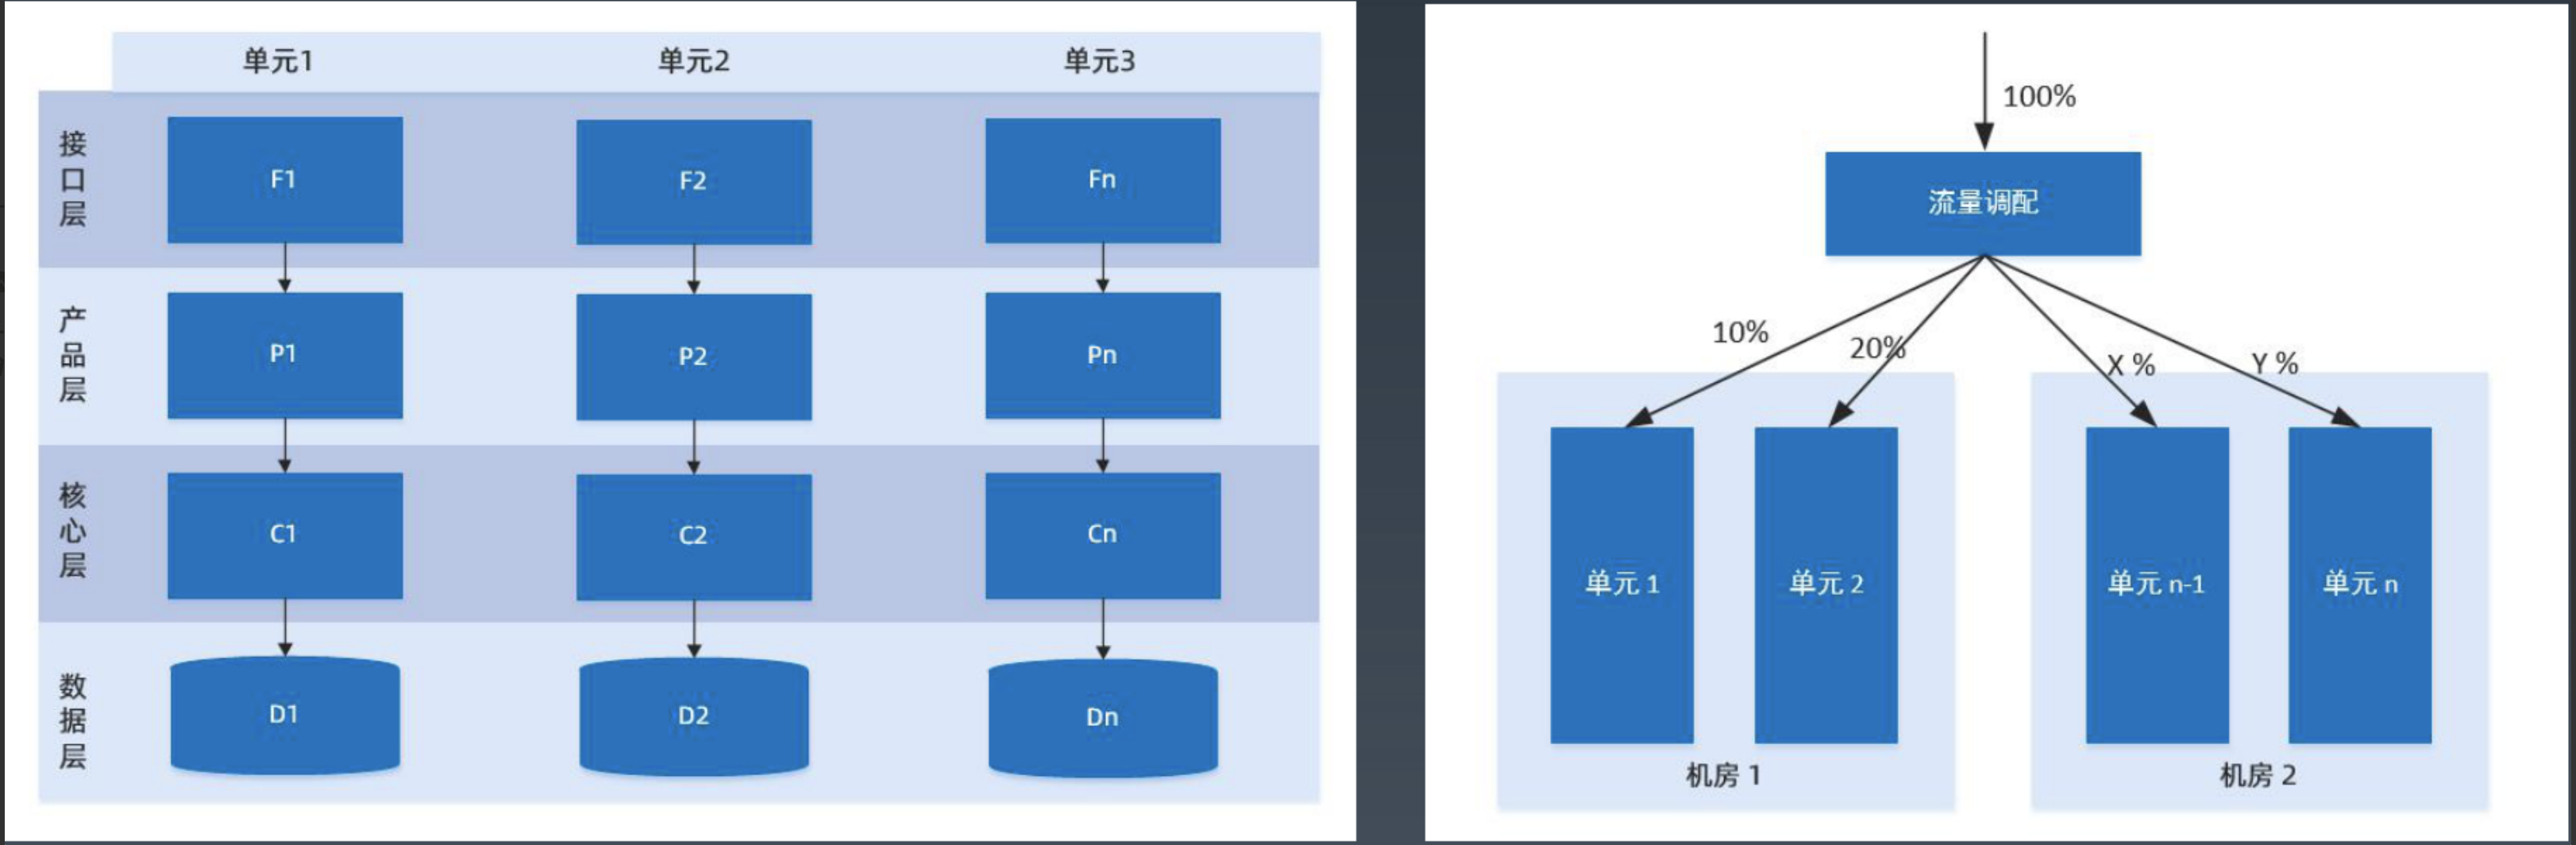 单元1 单元2 单元3
接口层
F1 F2 Fn
产品层
P1 P2 Pn
核心层
C1 C2 Cn
数据层
D1 D2 Dn
100%
流量调配
10% 20% X % Y %
单元 1 单元 2 单元 n-1 单元 n
机房 1 机房 2